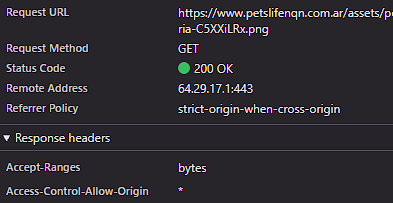 Request URL https://www.petslifenqn.com.ar/assets/
ria-C5XXiLRx.png
Request Method GET
Status Code 200 OK
Remote Address 64.29.17.1:443
Referrer Policy strict-origin-when-cross-origin
Response headers
Accept-Ranges bytes
Access-Control-Allow-Origin *